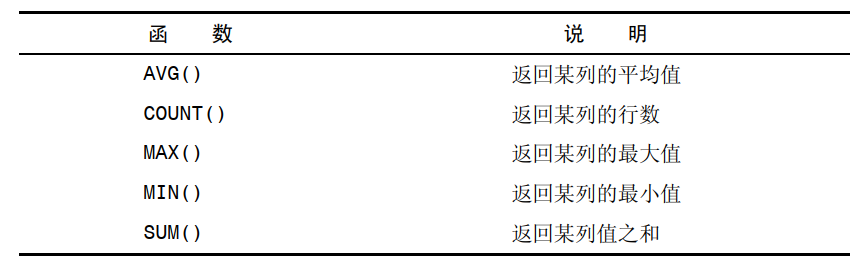 函 数 说 明
AVG() 返回某列的平均值
COUNT() 返回某列的行数
MAX() 返回某列的最大值
MIN() 返回某列的最小值
SUM() 返回某列值之和